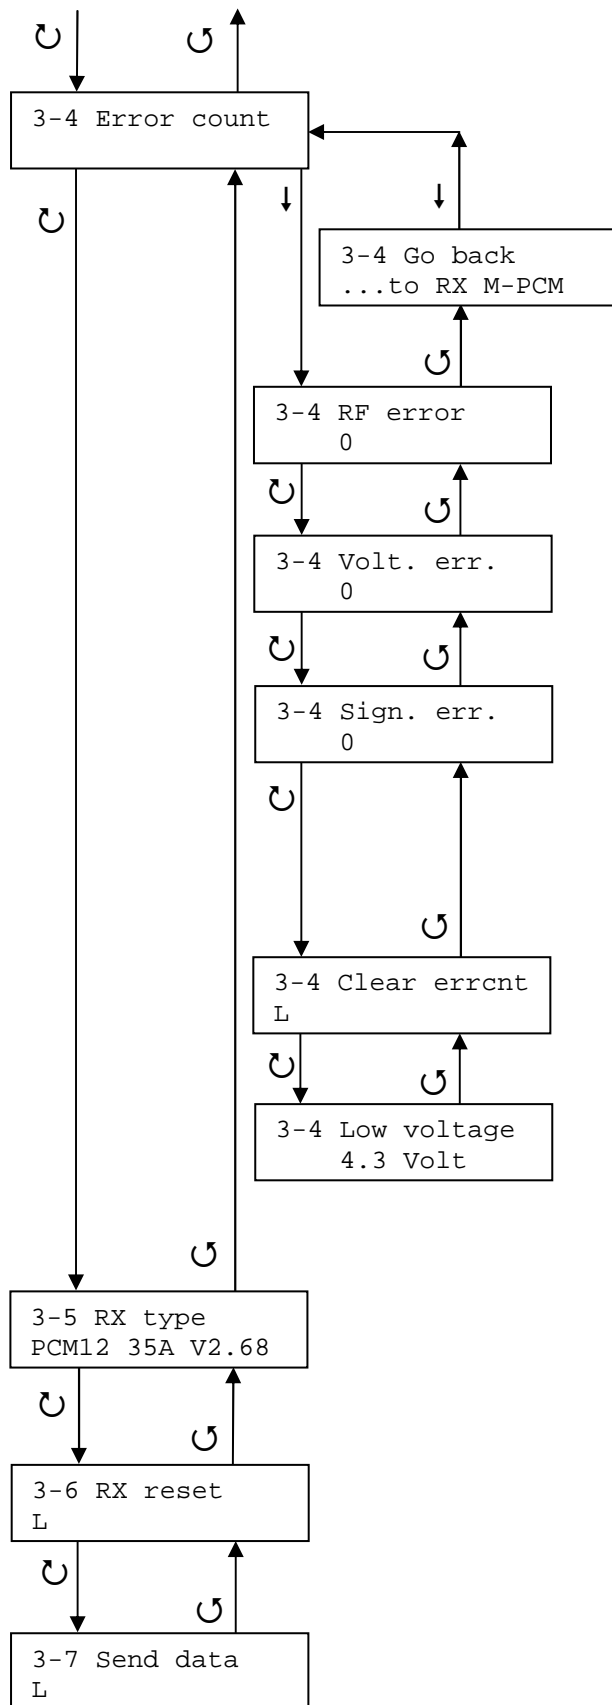 3-4 Error count
3-4 Go back
...to RX M-PCM
3-4 RF error
0
3-4 Volt. err.
0
3-4 Sign. err.
0
3-4 Clear errcnt
L
3-4 Low voltage
4.3 Volt
3-5 RX type
PCM12 35A V2.68
3-6 RX reset
L
3-7 Send data
L